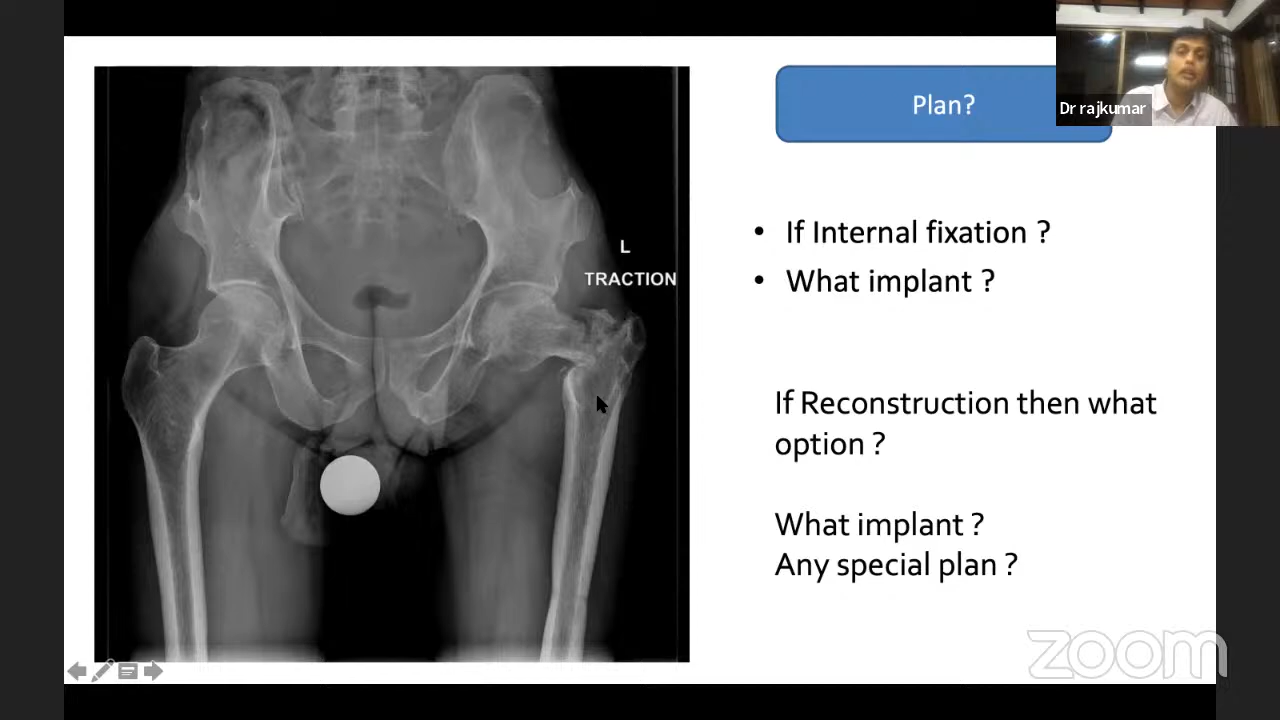 Plan?
Dr rajkumar
• If Internal fixation ?
• What implant ?
L
TRACTION
If Reconstruction then what
option ?
What implant ?
Any special plan ?
zoom